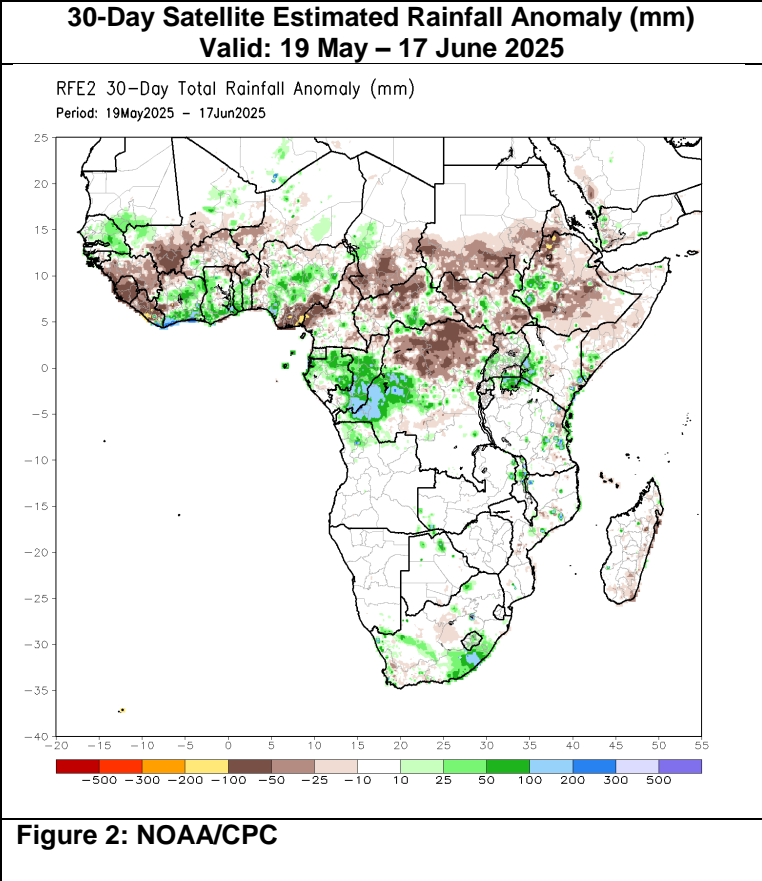 30-Day Satellite Estimated Rainfall Anomaly (mm)
Valid: 19 May – 17 June 2025
RFE2 30-Day Total Rainfall Anomaly (mm)
Period: 19May2025 - 17Jun2025
25
20
15
10
5
0
-5
-10
-15
-20
-25
-30
-35
-40
-20 -15 -10 -5 0 5 10 15 20 25 30 35 40 45 50 55
-500 -300 -200 -100 -50 -25 -10 10 25 50 100 200 300 500
Figure 2: NOAA/CPC